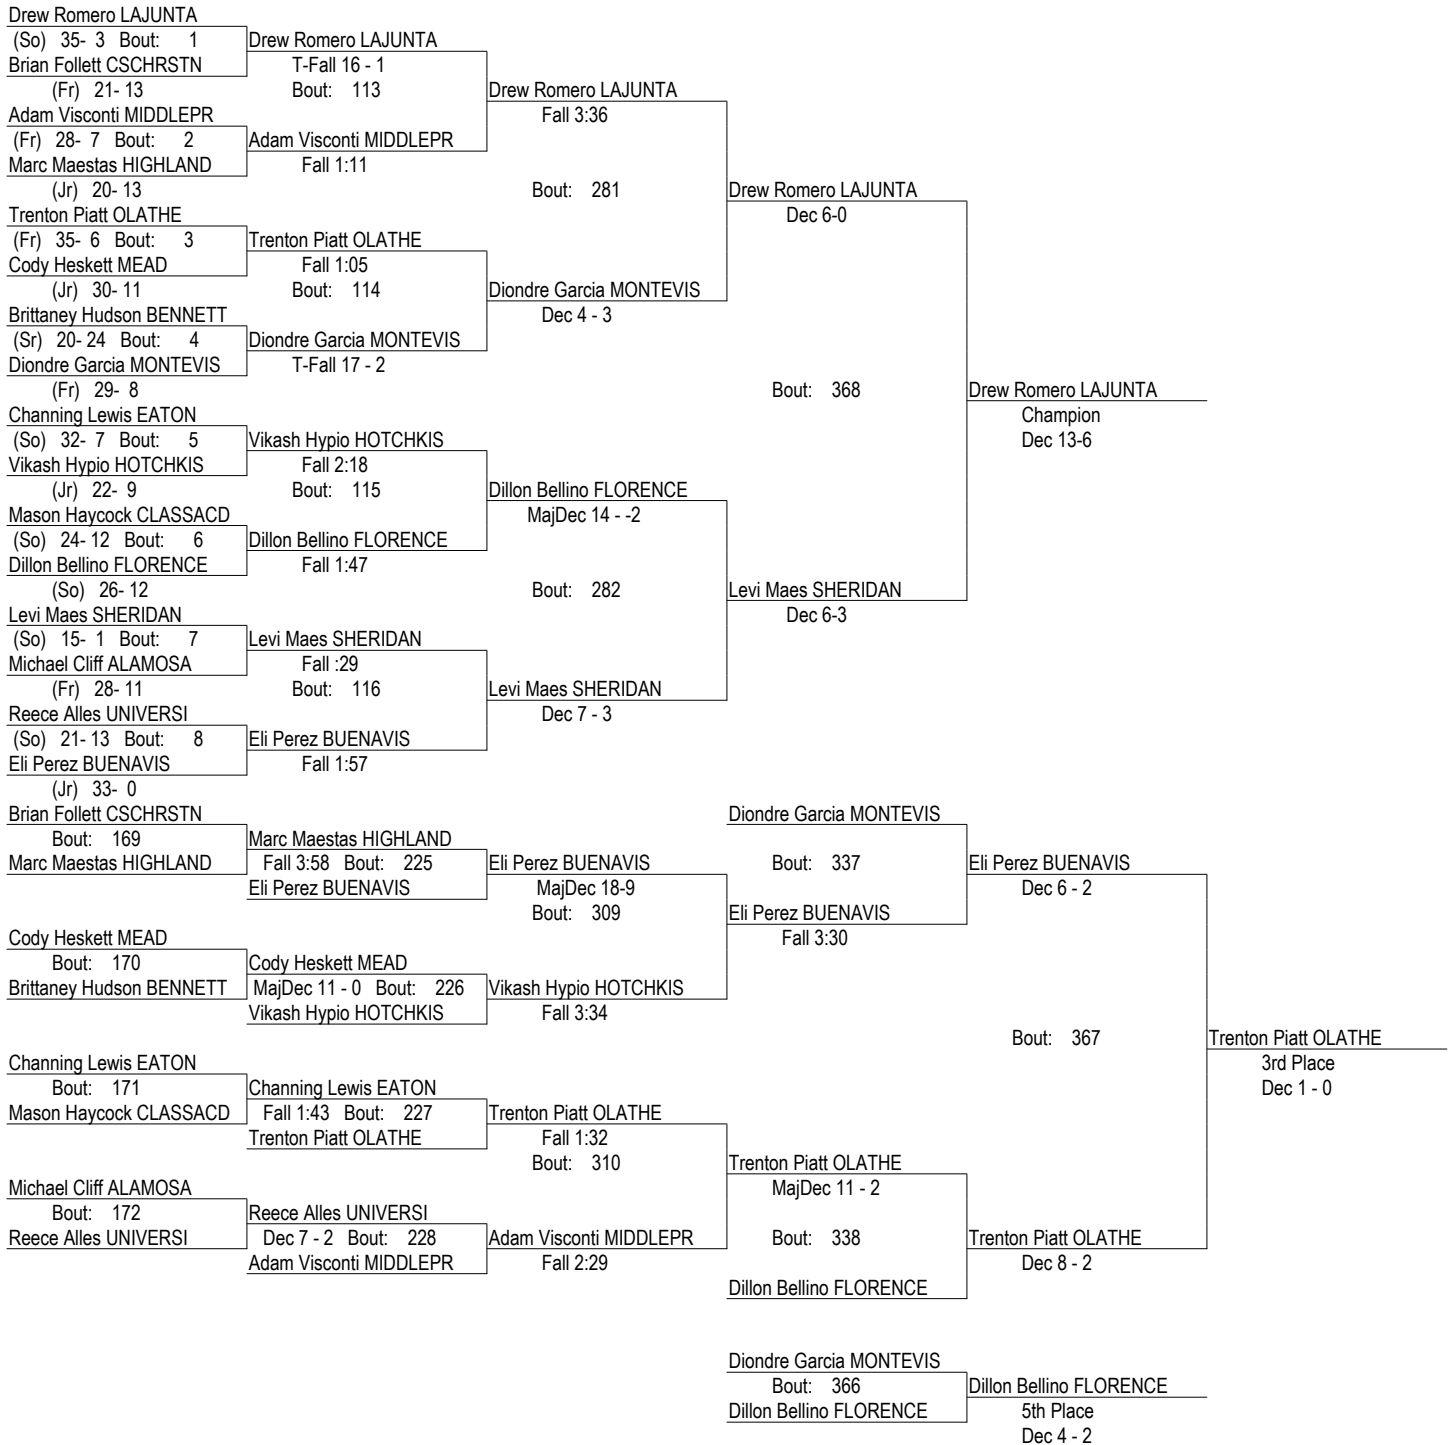 Drew Romero LAJUNTA
(So) 35- 3 Bout: 1
Drew Romero LAJUNTA
Brian Follett CSCHRSTN
T-Fall 16 - 1
(Fr) 21- 13
Bout: 113
Drew Romero LAJUNTA
Adam Visconti MIDDLEPR
Fall 3:36
(Fr) 28- 7 Bout: 2
Adam Visconti MIDDLEPR
Marc Maestas HIGHLAND
Fall 1:11
(Jr) 20- 13
Bout: 281
Drew Romero LAJUNTA
Trenton Piatt OLATHE
Dec 6-0
(Fr) 35- 6 Bout: 3
Trenton Piatt OLATHE
Cody Heskett MEAD
Fall 1:05
(Jr) 30- 11
Bout: 114
Diondre Garcia MONTEVIS
Brittaney Hudson BENNETT
Dec 4 - 3
(Sr) 20- 24 Bout: 4
Diondre Garcia MONTEVIS
Diondre Garcia MONTEVIS
T-Fall 17 - 2
(Fr) 29- 8
Bout: 368
Drew Romero LAJUNTA
Channing Lewis EATON
Champion
(So) 32- 7 Bout: 5
Vikash Hypio HOTCHKIS
Dec 13-6
Vikash Hypio HOTCHKIS
Fall 2:18
(Jr) 22- 9
Bout: 115
Dillon Bellino FLORENCE
Mason Haycock CLASSACD
MajDec 14 - -2
(So) 24- 12 Bout: 6
Dillon Bellino FLORENCE
Dillon Bellino FLORENCE
Fall 1:47
(So) 26- 12
Bout: 282
Levi Maes SHERIDAN
Levi Maes SHERIDAN
Dec 6-3
(So) 15- 1 Bout: 7
Levi Maes SHERIDAN
Michael Cliff ALAMOSA
Fall :29
(Fr) 28- 11
Bout: 116
Levi Maes SHERIDAN
Reece Alles UNIVERSI
Dec 7 - 3
(So) 21- 13 Bout: 8
Eli Perez BUENAVIS
Eli Perez BUENAVIS
Fall 1:57
(Jr) 33- 0
Brian Follett CSCHRSTN
Diondre Garcia MONTEVIS
Bout: 169
Marc Maestas HIGHLAND
Marc Maestas HIGHLAND
Fall 3:58 Bout: 225
Eli Perez BUENAVIS
Bout: 337
Eli Perez BUENAVIS
Eli Perez BUENAVIS
MajDec 18-9
Dec 6 - 2
Bout: 309
Eli Perez BUENAVIS
Cody Heskett MEAD
Fall 3:30
Bout: 170
Cody Heskett MEAD
Brittaney Hudson BENNETT
MajDec 11 - 0 Bout: 226
Vikash Hypio HOTCHKIS
Vikash Hypio HOTCHKIS
Fall 3:34
Bout: 367
Trenton Piatt OLATHE
Channing Lewis EATON
3rd Place
Bout: 171
Channing Lewis EATON
Dec 1 - 0
Mason Haycock CLASSACD
Fall 1:43 Bout: 227
Trenton Piatt OLATHE
Trenton Piatt OLATHE
Fall 1:32
Bout: 310
Trenton Piatt OLATHE
Michael Cliff ALAMOSA
MajDec 11 - 2
Bout: 172
Reece Alles UNIVERSI
Reece Alles UNIVERSI
Dec 7 - 2 Bout: 228
Adam Visconti MIDDLEPR
Bout: 338
Trenton Piatt OLATHE
Adam Visconti MIDDLEPR
Fall 2:29
Dec 8 - 2
Dillon Bellino FLORENCE
Diondre Garcia MONTEVIS
Bout: 366
Dillon Bellino FLORENCE
Dillon Bellino FLORENCE
5th Place
Dec 4 - 2